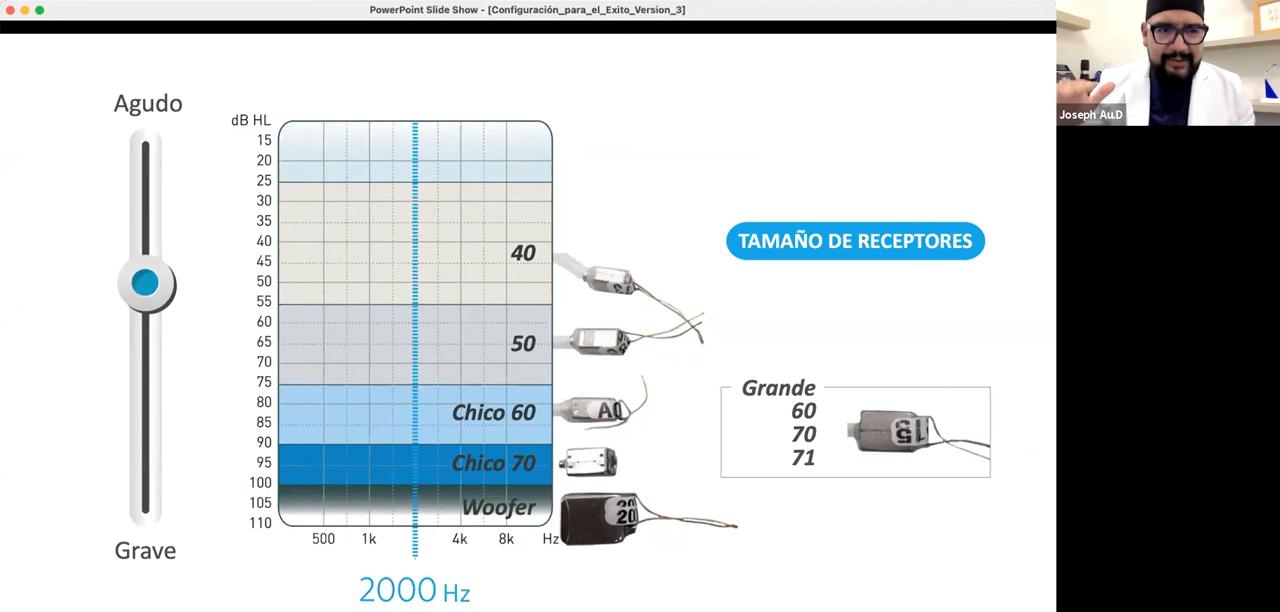 PowerPoint Slide Show - [Configuración_para_el_Exito_Version_3]
Joseph Au.D
Agudo
Grave
dB HL
15
20
25
30
35
40
45
50
55
60
65
70
75
80
85
90
95
100
105
110
40
50
Chico 60
Chico 70
Woofer
500 1k 4k 8k Hz
2000 Hz
TAMAÑO DE RECEPTORES
Grande
60
70
71
20